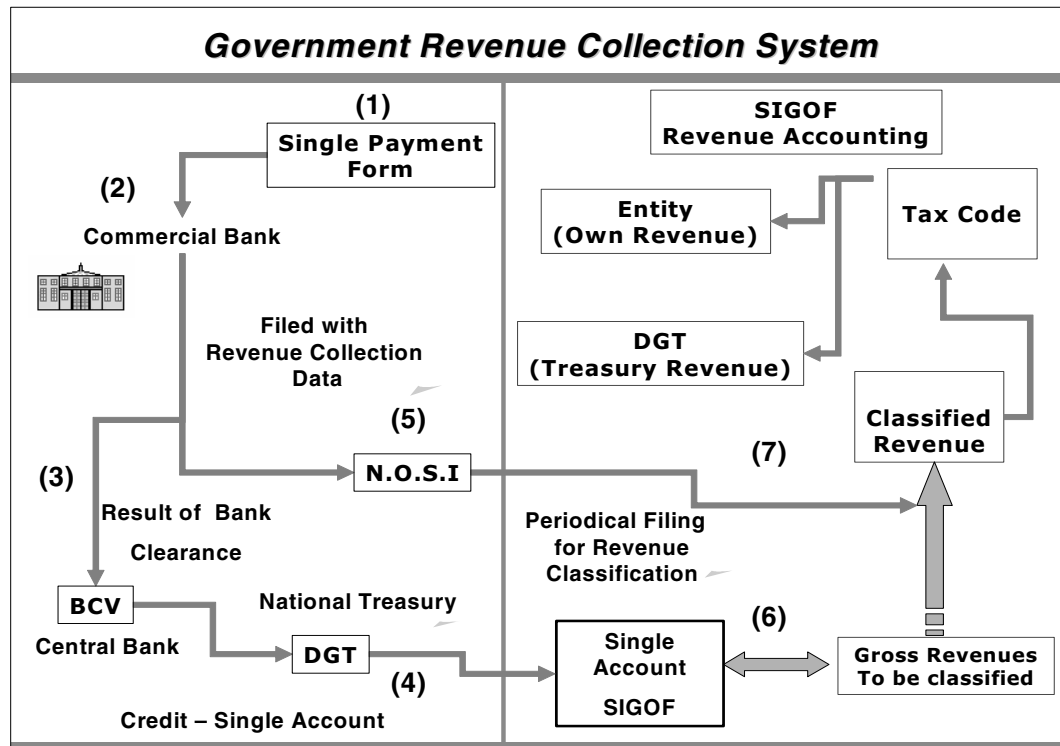 Government Revenue Collection System
(1)
Single Payment
Form
(2)
Commercial Bank
Filed with
Revenue Collection
Data
(5)
(3)
N.O.S.I
Result of Bank
Clearance
BCV
Central Bank
National Treasury
DGT
(4)
Credit – Single Account
SIGOF
Revenue Accounting
Entity
(Own Revenue)
Tax Code
DGT
(Treasury Revenue)
Classified
Revenue
(7)
Periodical Filing
for Revenue
Classification
(6)
Single
Account
SIGOF
Gross Revenues
To be classified